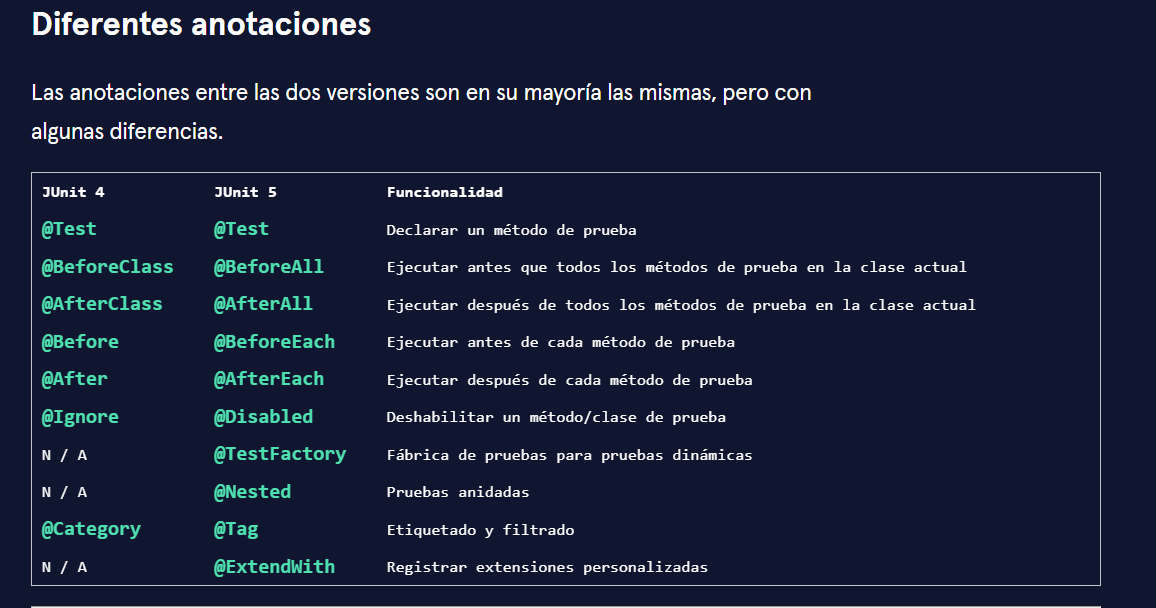 Diferentes anotaciones
Las anotaciones entre las dos versiones son en su mayoría las mismas, pero con
algunas diferencias.
JUnit 4 JUnit 5 Funcionalidad
@Test @Test Declarar un método de prueba
@BeforeClass @BeforeAll Ejecutar antes que todos los métodos de prueba en la clase actual
@AfterClass @AfterAll Ejecutar después de todos los métodos de prueba en la clase actual
@Before @BeforeEach Ejecutar antes de cada método de prueba
@After @AfterEach Ejecutar después de cada método de prueba
@Ignore @Disabled Deshabilitar un método/clase de prueba
N / A @TestFactory Fábrica de pruebas para pruebas dinámicas
N / A @Nested Pruebas anidadas
@Category @Tag Etiquetado y filtrado
N / A @ExtendWith Registrar extensiones personalizadas